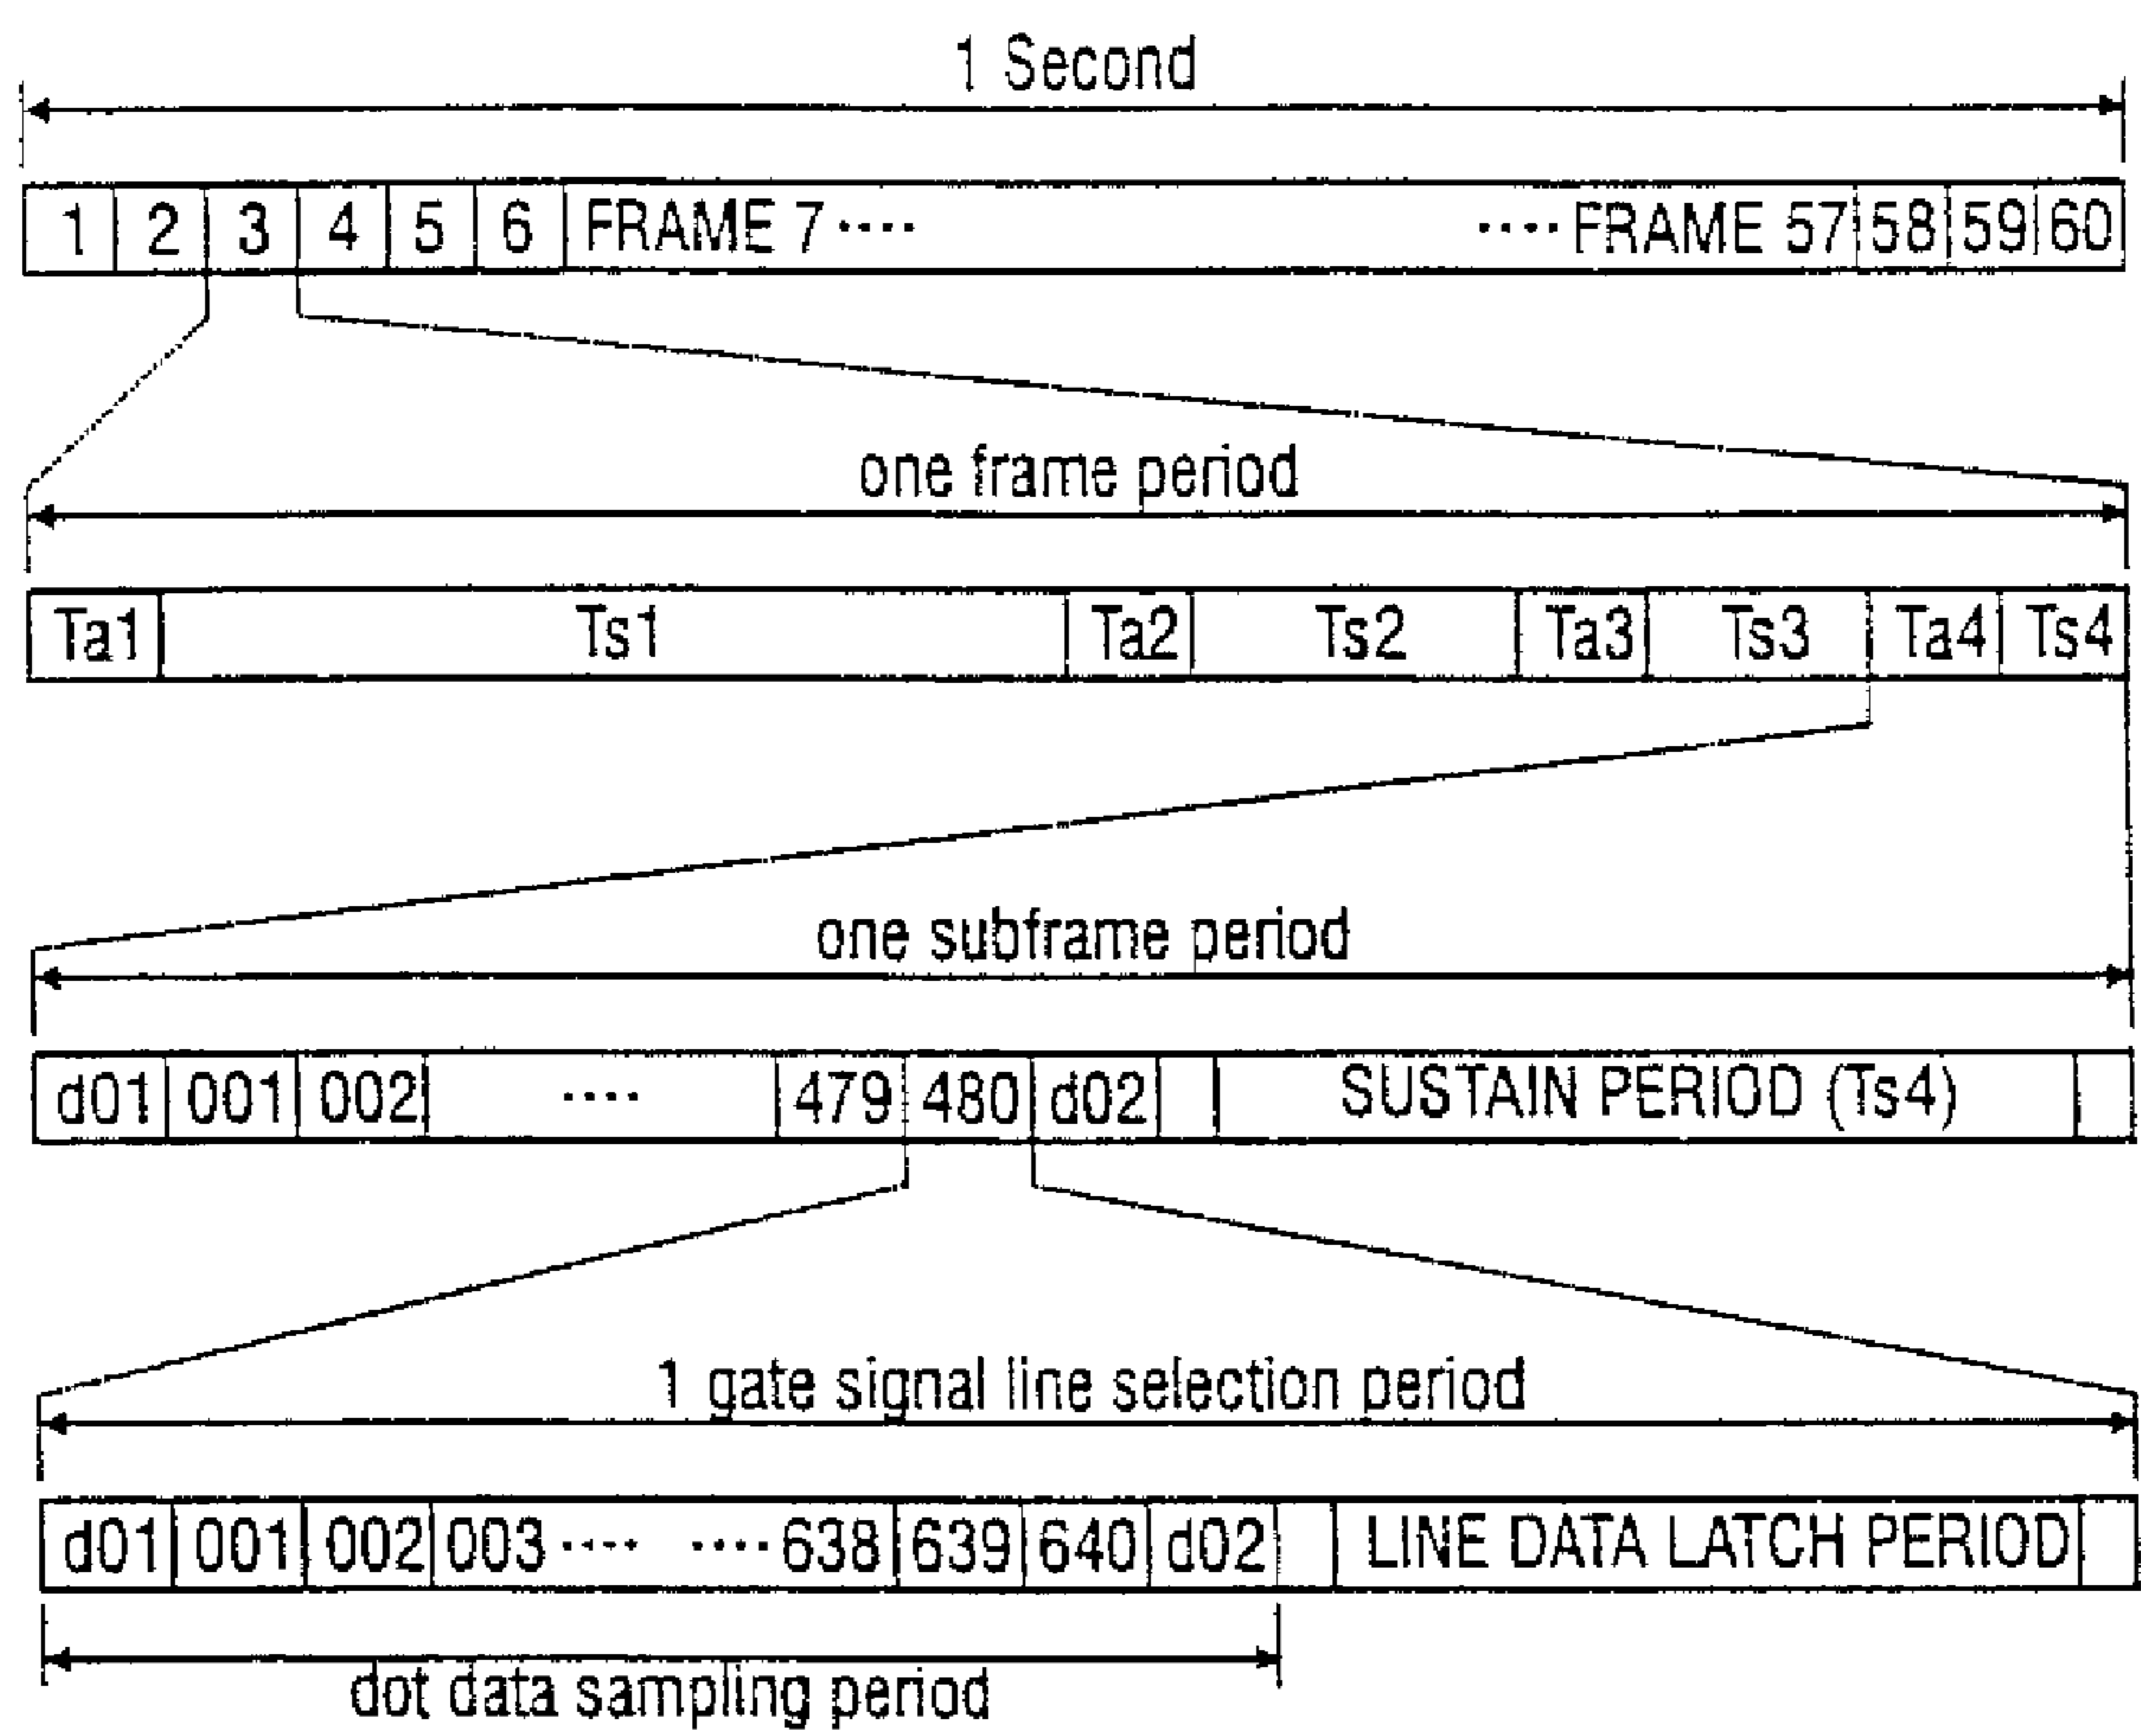 1 Second
1 2 3 4 5 6 FRAME 7 ···· ···· FRAME 57 58 59 60
one frame period
Ta1 Ts1 Ta2 Ts2 Ta3 Ts3 Ta4 Ts4
one subframe period
d01 001 002 ···· 479 480 d02 SUSTAIN PERIOD (Ts4)
1 gate signal line selection period
d01 001 002 003 ···· ···· 638 639 640 d02 LINE DATA LATCH PERIOD
dot data sampling period